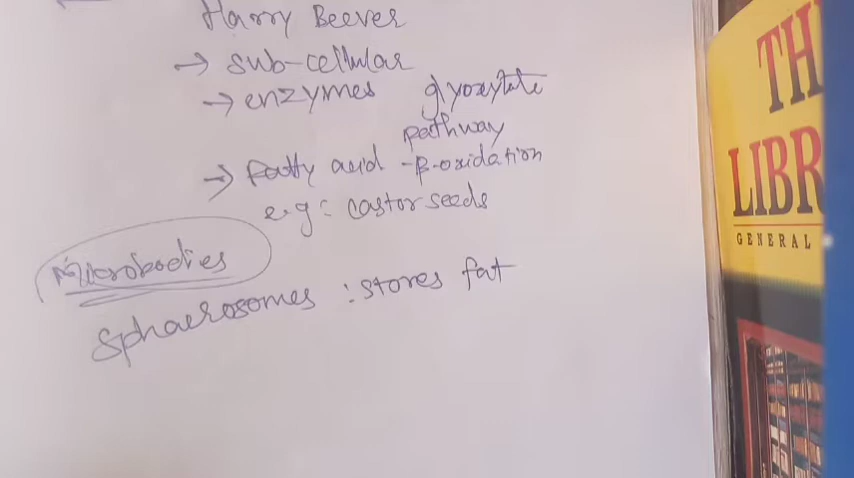 Harry Beever
→ sub-cellular
→ enzymes glyoxylate
pathway
→ Fatty acid - β-oxidation
e.g: castor seeds
Microbodies
Sphaerosomes : stores fat
TH
LIBR
GENERAL